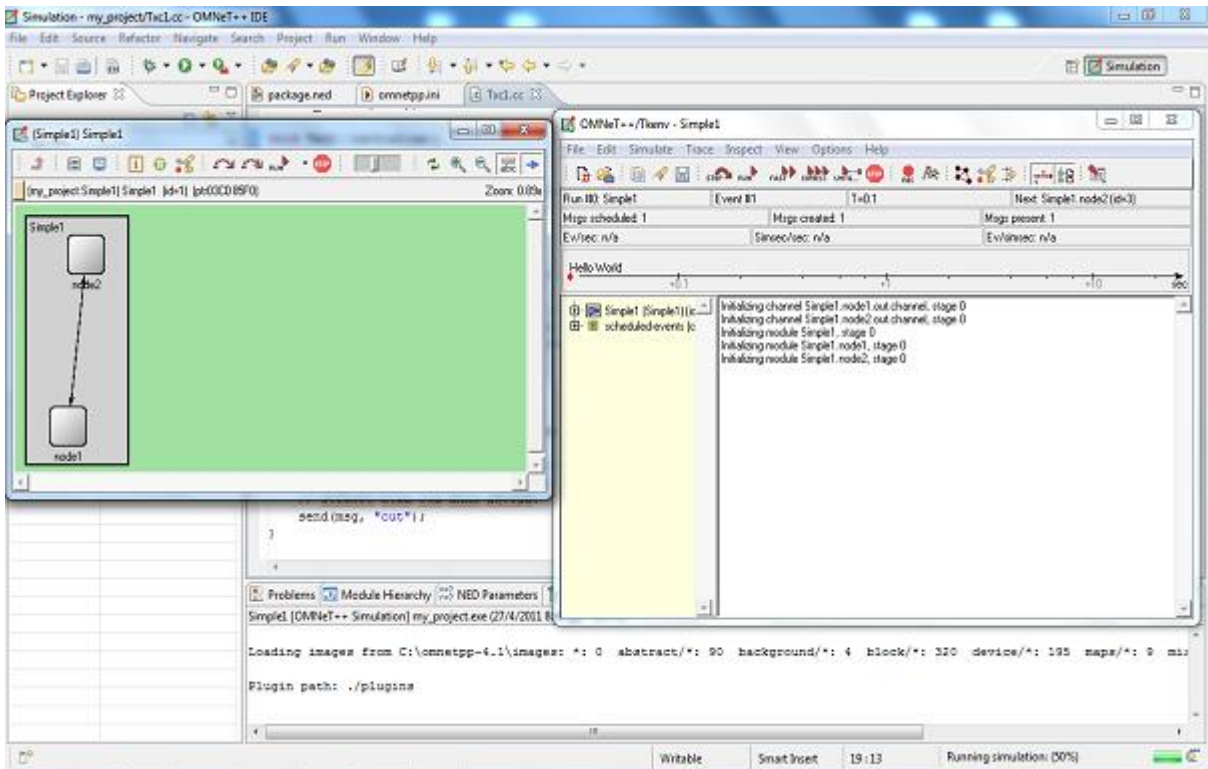 Simulation - my_project/Txc1.cc - OMNeT++ IDE
File Edit Source Refactor Navigate Search Project Run Window Help
Simulation
Project Explorer
package.ned omnetpp.ini Txc1.cc
(Simple1) Simple1
(my_project.Simple1) Simple1 (id=1) Zoom: 0.89x
Simple1
node2
node1
OMNeT++/Tkenv - Simple1
File Edit Simulate Trace Inspect View Options Help
Run #0: Simple1 Event #1 T=0.1 Next: Simple1.node2 (id=3)
Msgs scheduled: 1 Msgs created: 1 Msgs present: 1
Ev/sec: n/a Simsec/sec: n/a Ev/simsec: n/a
Hello World
+0.1 +1 +10 sec
Simple1 (Simple1)
scheduled-events
Initializing channel Simple1.node1.out.channel, stage 0
Initializing channel Simple1.node2.out.channel, stage 0
Initializing module Simple1, stage 0
Initializing module Simple1.node1, stage 0
Initializing module Simple1.node2, stage 0
send(msg, "out");
}
Problems Module Hierarchy NED Parameters
Simple1 [OMNeT++ Simulation] my_project.exe (27/4/2011
Loading images from C:\omnetpp-4.1\images: *: 0 abstract/*: 90 background/*: 4 block/*: 320 device/*: 195 maps/*: 9
Plugin path: ./plugins
Writable Smart Insert 19:13 Running simulation: (50%)